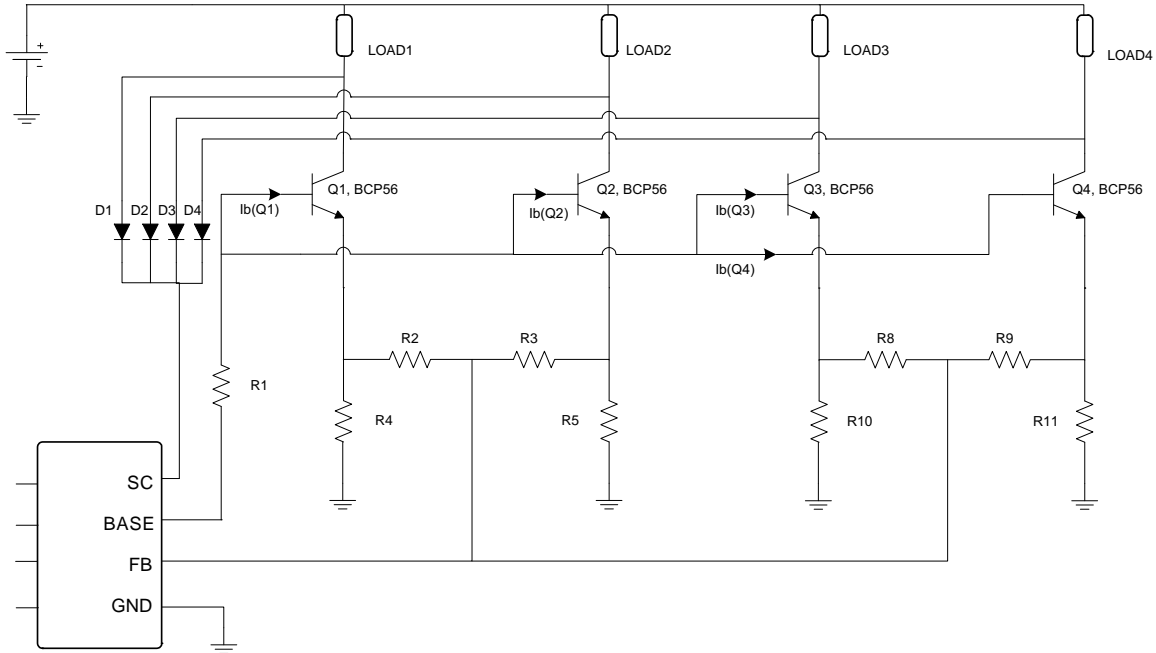 +
-
LOAD1
LOAD2
LOAD3
LOAD4
Q1, BCP56
Q2, BCP56
Q3, BCP56
Q4, BCP56
D1 D2 D3 D4
Ib(Q1)
Ib(Q2)
Ib(Q3)
Ib(Q4)
R2
R3
R8
R9
R1
R4
R5
R10
R11
SC
BASE
FB
GND